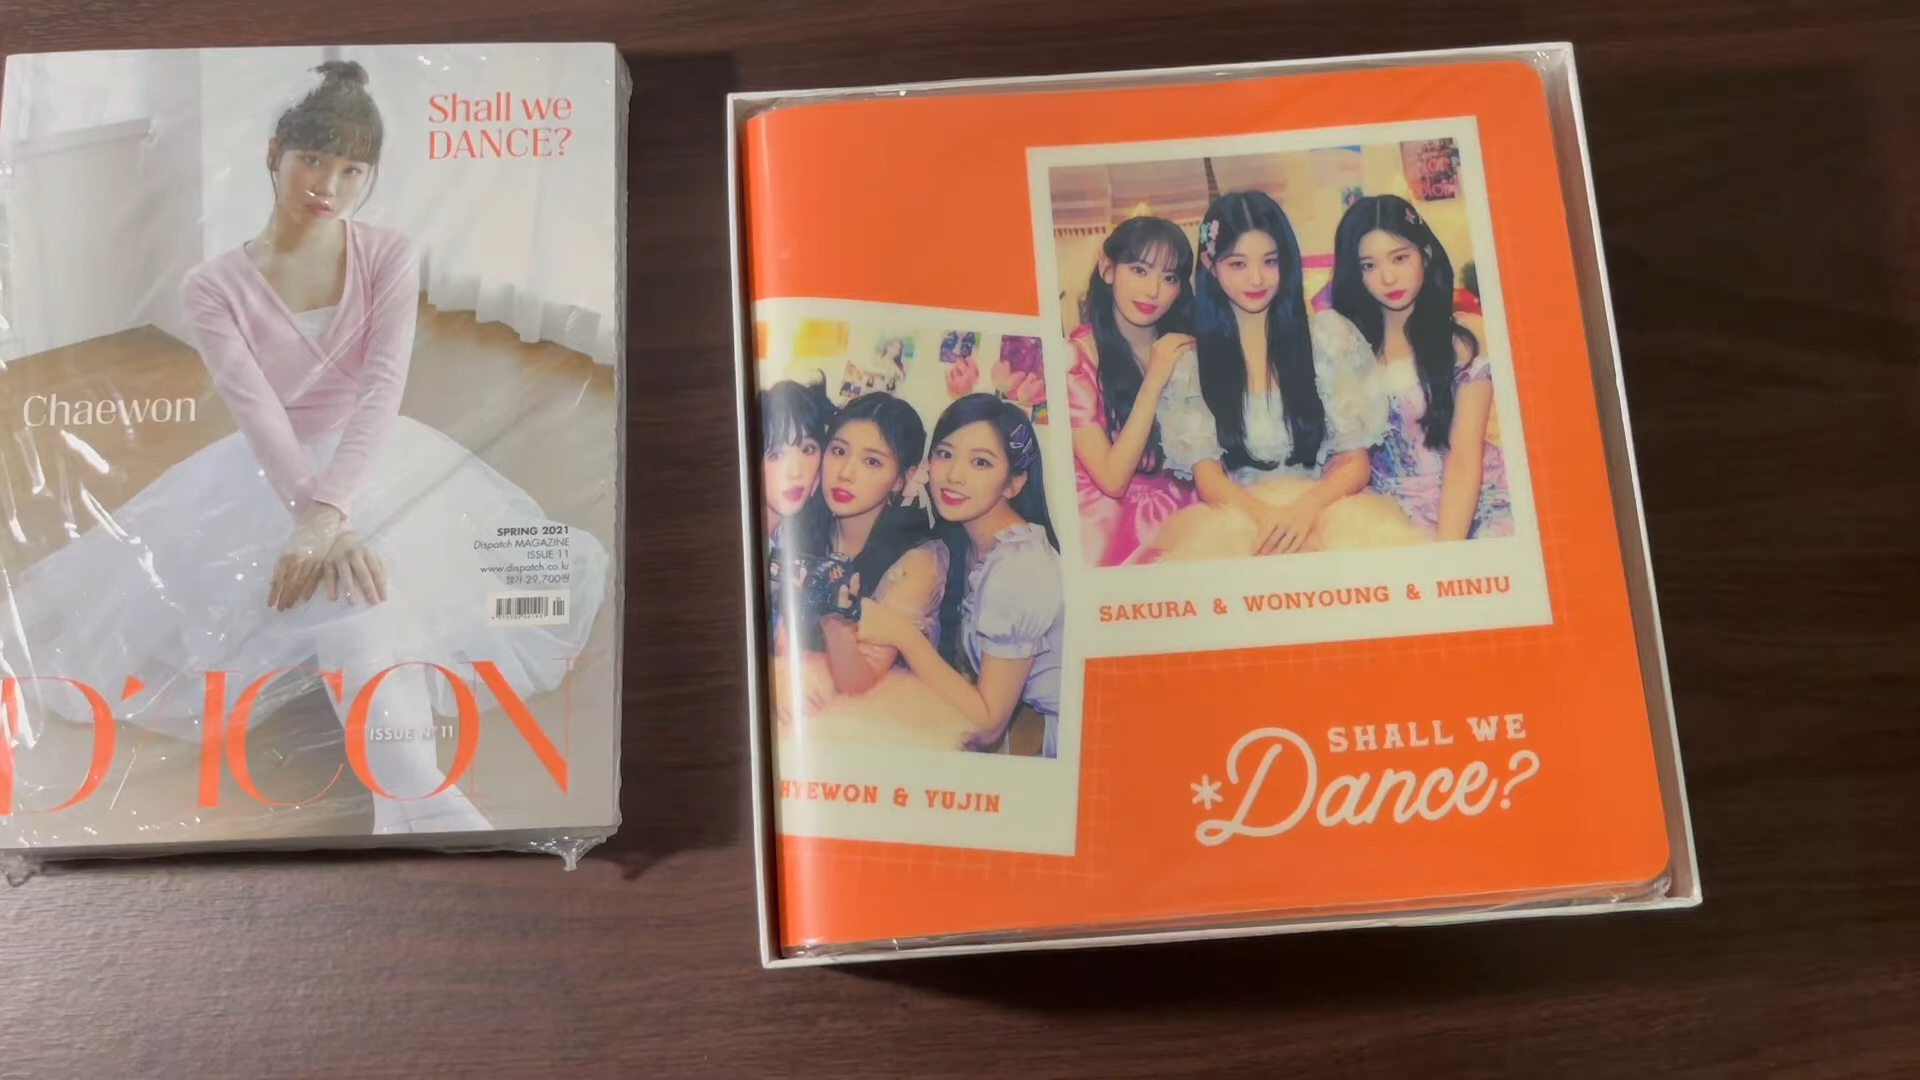 Shall we
DANCE?
Chaewon
SPRING 2021
Dispatch MAGAZINE
ISSUE 11
www.dispatch.co.kr
정가 29,700원
D'ICON
ISSUE N°11
SAKURA & WONYOUNG & MINJU
HYEWON & YUJIN
SHALL WE
*Dance?